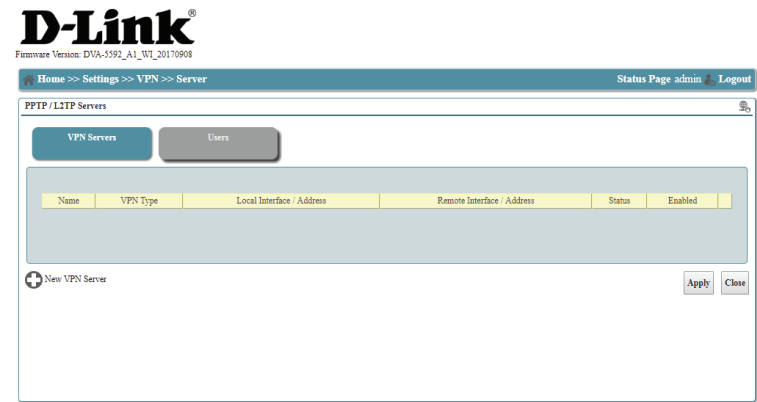 D-Link®
Firmware Version: DVA-5592_A1_WI_20170908
Home >> Settings >> VPN >> Server Status Page admin Logout
PPTP / L2TP Servers
VPN Servers Users
Name VPN Type Local Interface / Address Remote Interface / Address Status Enabled
New VPN Server Apply Close